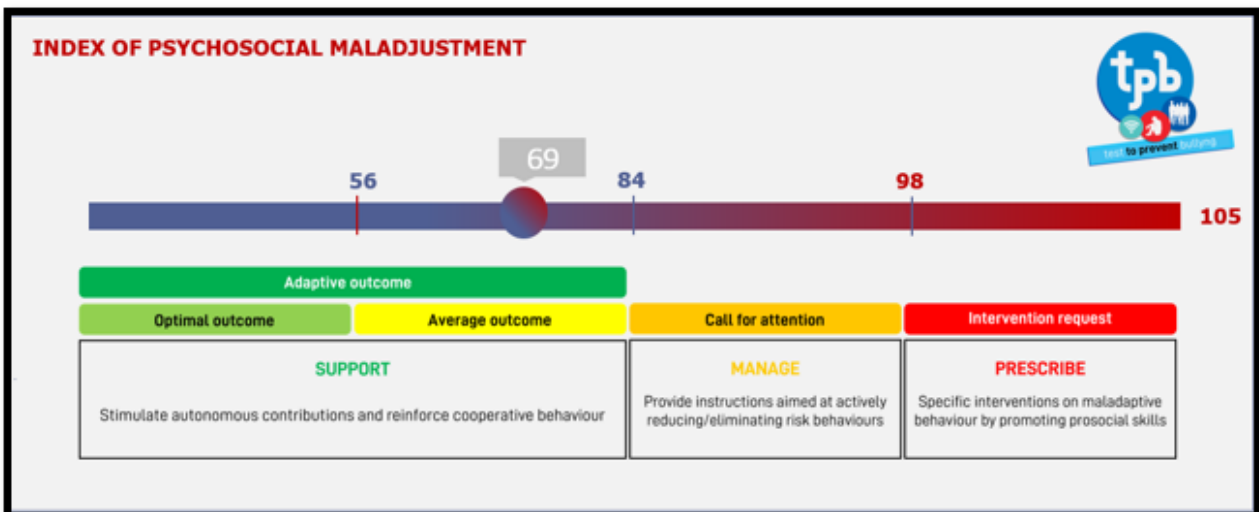 INDEX OF PSYCHOSOCIAL MALADJUSTMENT
tpb
test to prevent bullyng
69
56
84
98
105
Adaptive outcome
Optimal outcome
Average outcome
Call for attention
Intervention request
SUPPORT
Stimulate autonomous contributions and reinforce cooperative behaviour
MANAGE
Provide instructions aimed at actively
reducing/eliminating risk behaviours
PRESCRIBE
Specific interventions on maladaptive
behaviour by promoting prosocial skills